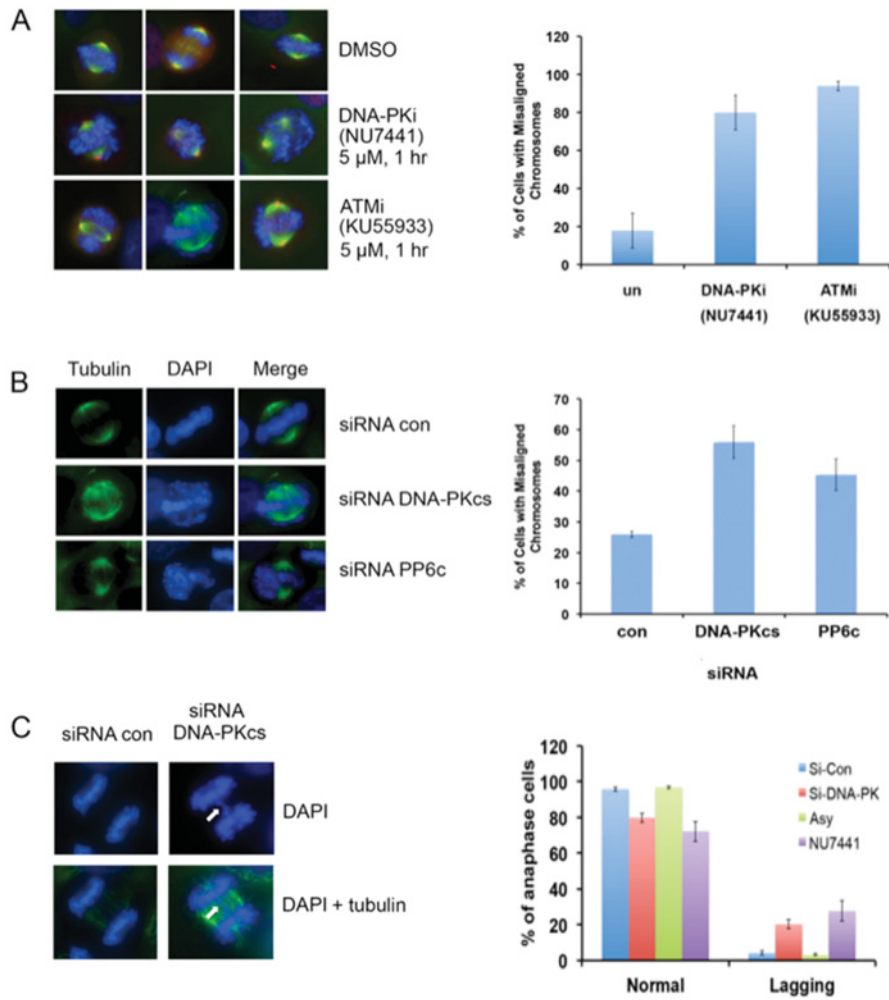 A
DMSO
DNA-PKi
(NU7441)
5 µM, 1 hr
ATMi
(KU55933)
5 µM, 1 hr
% of Cells with Misaligned
Chromosomes
120
100
80
60
40
20
0
un
DNA-PKi
(NU7441)
ATMi
(KU55933)
B
Tubulin
DAPI
Merge
siRNA con
siRNA DNA-PKcs
siRNA PP6c
% of Cells with Misaligned
Chromosomes
70
60
50
40
30
20
10
0
con
DNA-PKcs
PP6c
siRNA
C
siRNA con
siRNA
DNA-PKcs
DAPI
DAPI + tubulin
% of anaphase cells
120
100
80
60
40
20
0
Si-Con
Si-DNA-PK
Asy
NU7441
Normal
Lagging